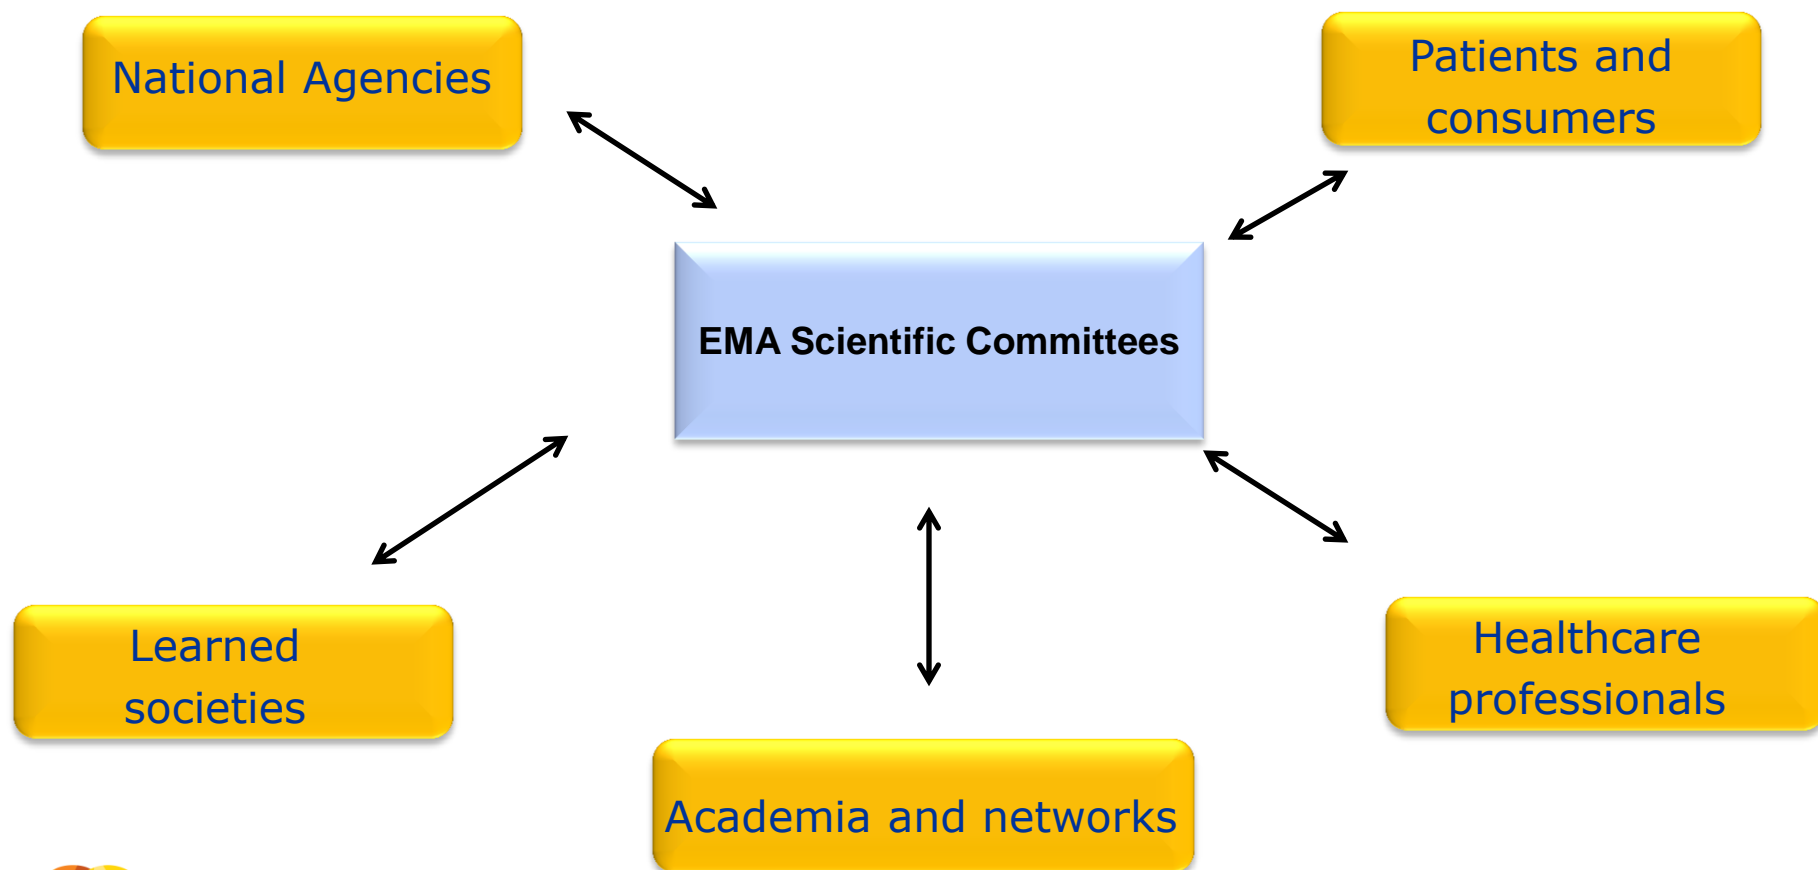 National Agencies
Patients and
consumers
EMA Scientific Committees
Learned
societies
Healthcare
professionals
Academia and networks